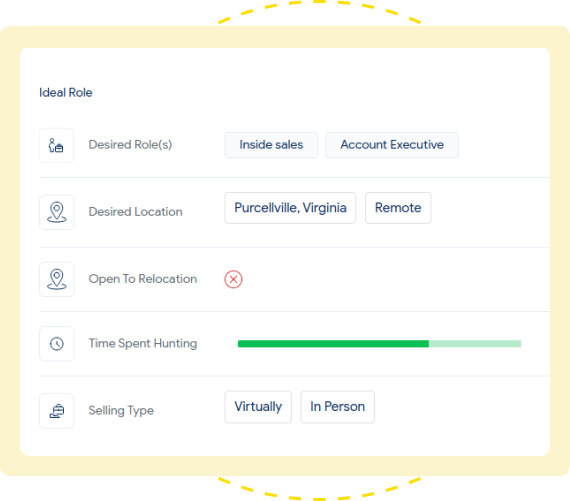 Ideal Role
Desired Role(s) Inside sales Account Executive
Desired Location Purcellville, Virginia Remote
Open To Relocation
Time Spent Hunting
Selling Type Virtually In Person